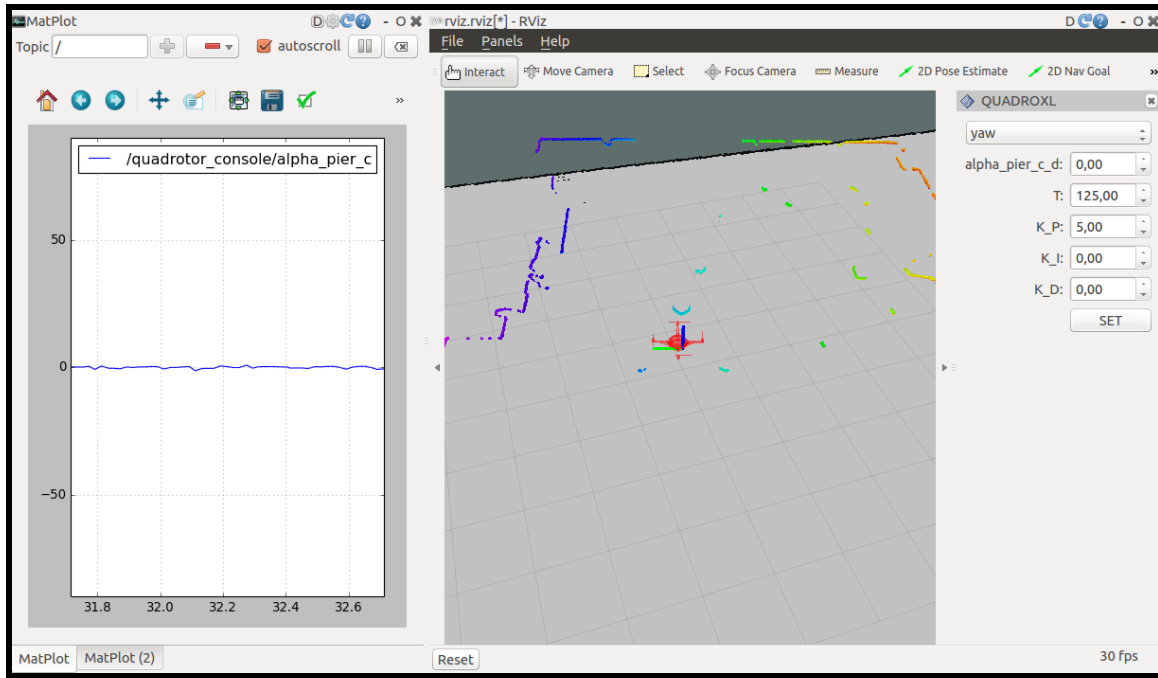 MatPlot
D - O ✖
Topic /
autoscroll
»
/quadrotor_console/alpha_pier_c
50
0
−50
31.8 32.0 32.2 32.4 32.6
MatPlot MatPlot (2)
rviz.rviz[*] - RViz
D - O ✖
File Panels Help
Interact Move Camera Select Focus Camera Measure 2D Pose Estimate 2D Nav Goal »
QUADROXL
yaw
alpha_pier_c_d: 0,00
T: 125,00
K_P: 5,00
K_I: 0,00
K_D: 0,00
SET
Reset
30 fps